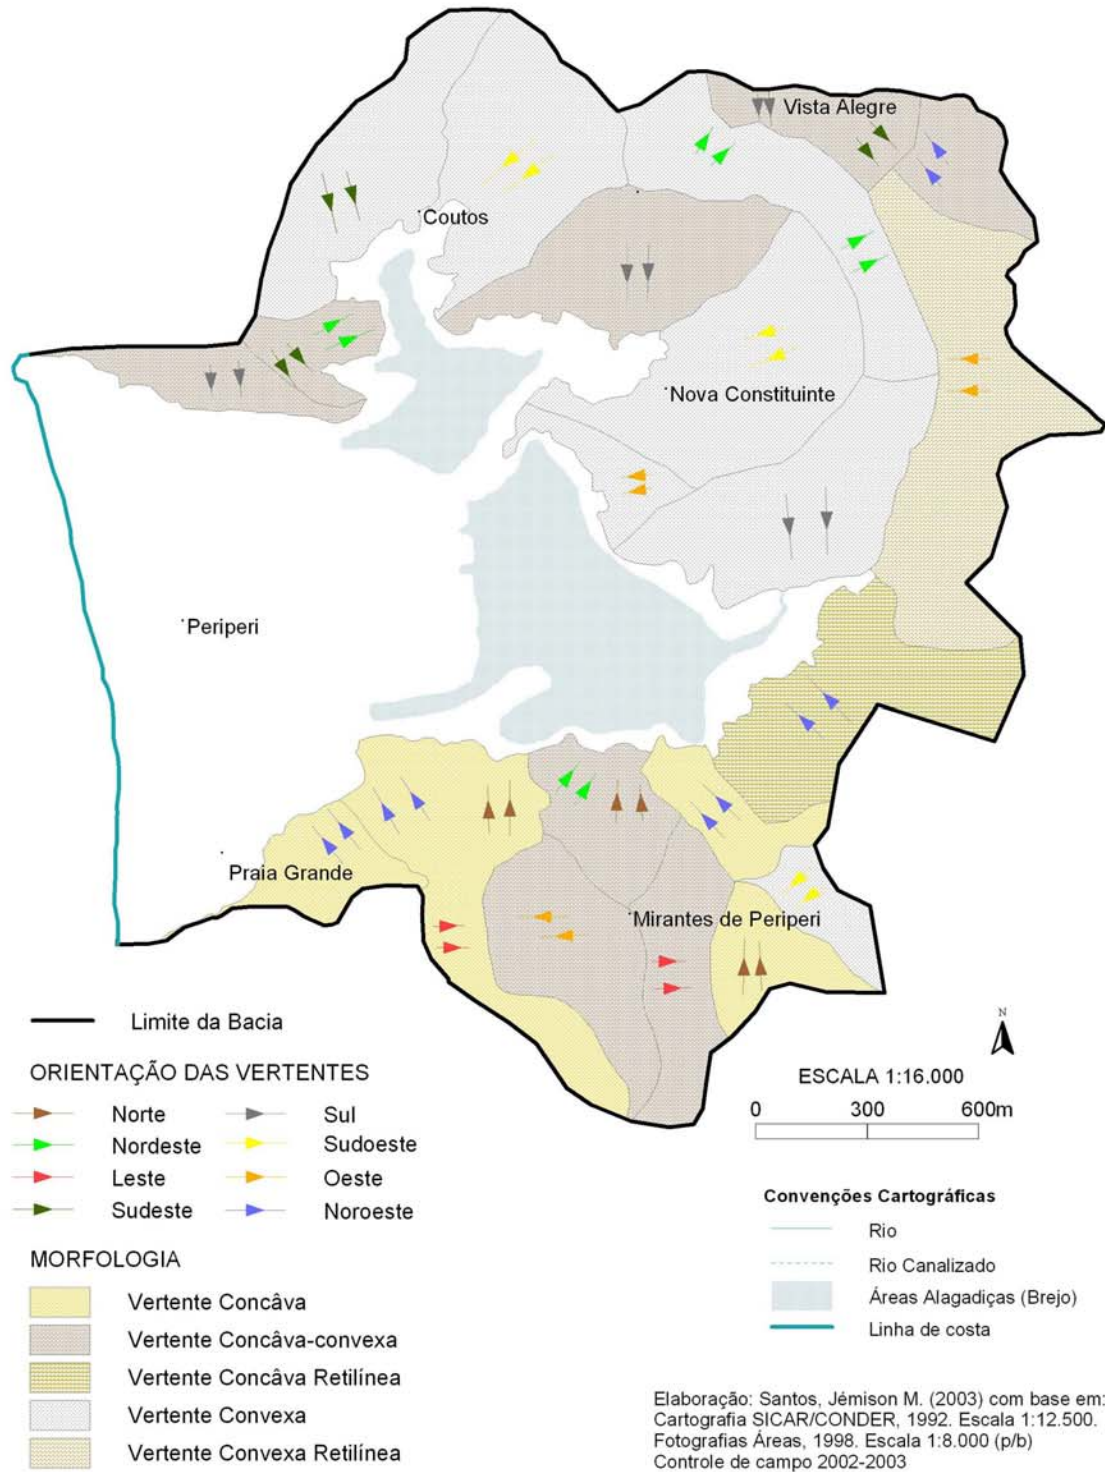 Vista Alegre
Coutos
Nova Constituinte
Periperi
Praia Grande
Mirantes de Periperi
Limite da Bacia
ORIENTAÇÃO DAS VERTENTES
Norte
Sul
Nordeste
Sudoeste
Leste
Oeste
Sudeste
Noroeste
MORFOLOGIA
Vertente Concâva
Vertente Concâva-convexa
Vertente Concâva Retilínea
Vertente Convexa
Vertente Convexa Retilínea
N
ESCALA 1:16.000
0 300 600m
Convenções Cartográficas
Rio
Rio Canalizado
Áreas Alagadiças (Brejo)
Linha de costa
Elaboração: Santos, Jémison M. (2003) com base em:
Cartografia SICAR/CONDER, 1992. Escala 1:12.500.
Fotografias Áreas, 1998. Escala 1:8.000 (p/b)
Controle de campo 2002-2003